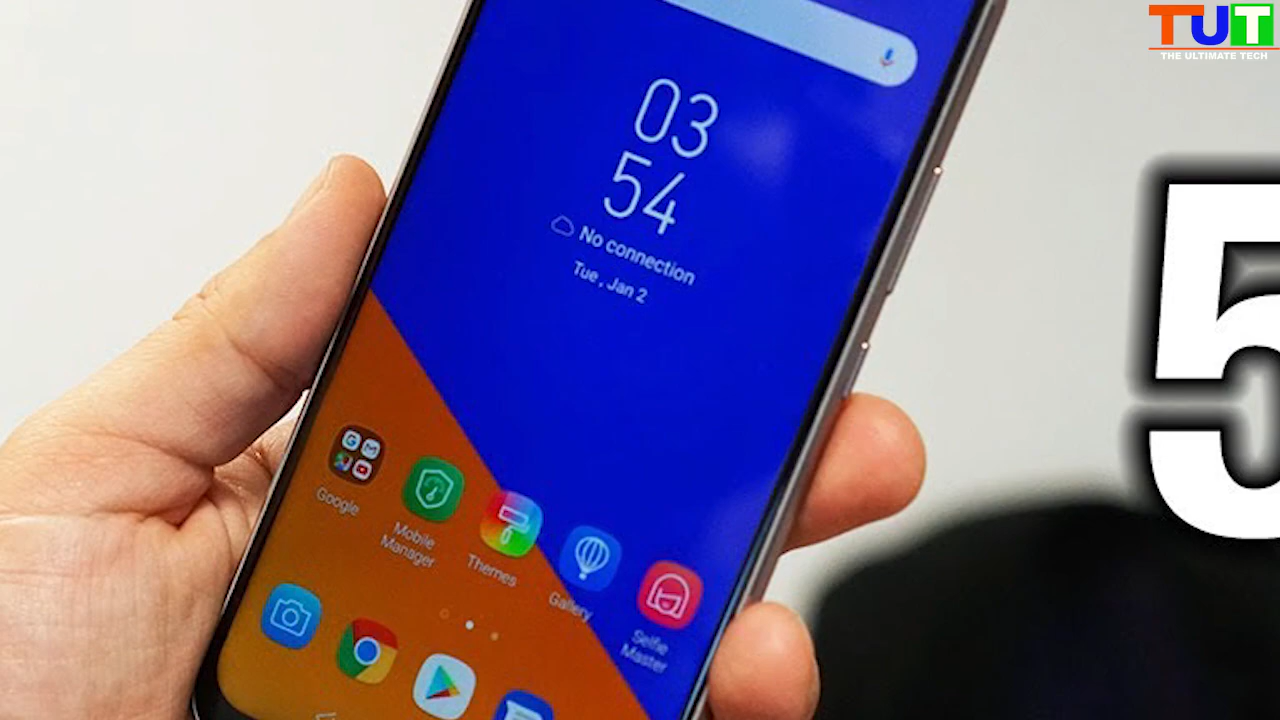 TUT
THE ULTIMATE TECH
03
54
No connection
Tue , Jan 2
5
Google
Mobile
Manager
Themes
Gallery
Selfie
Master